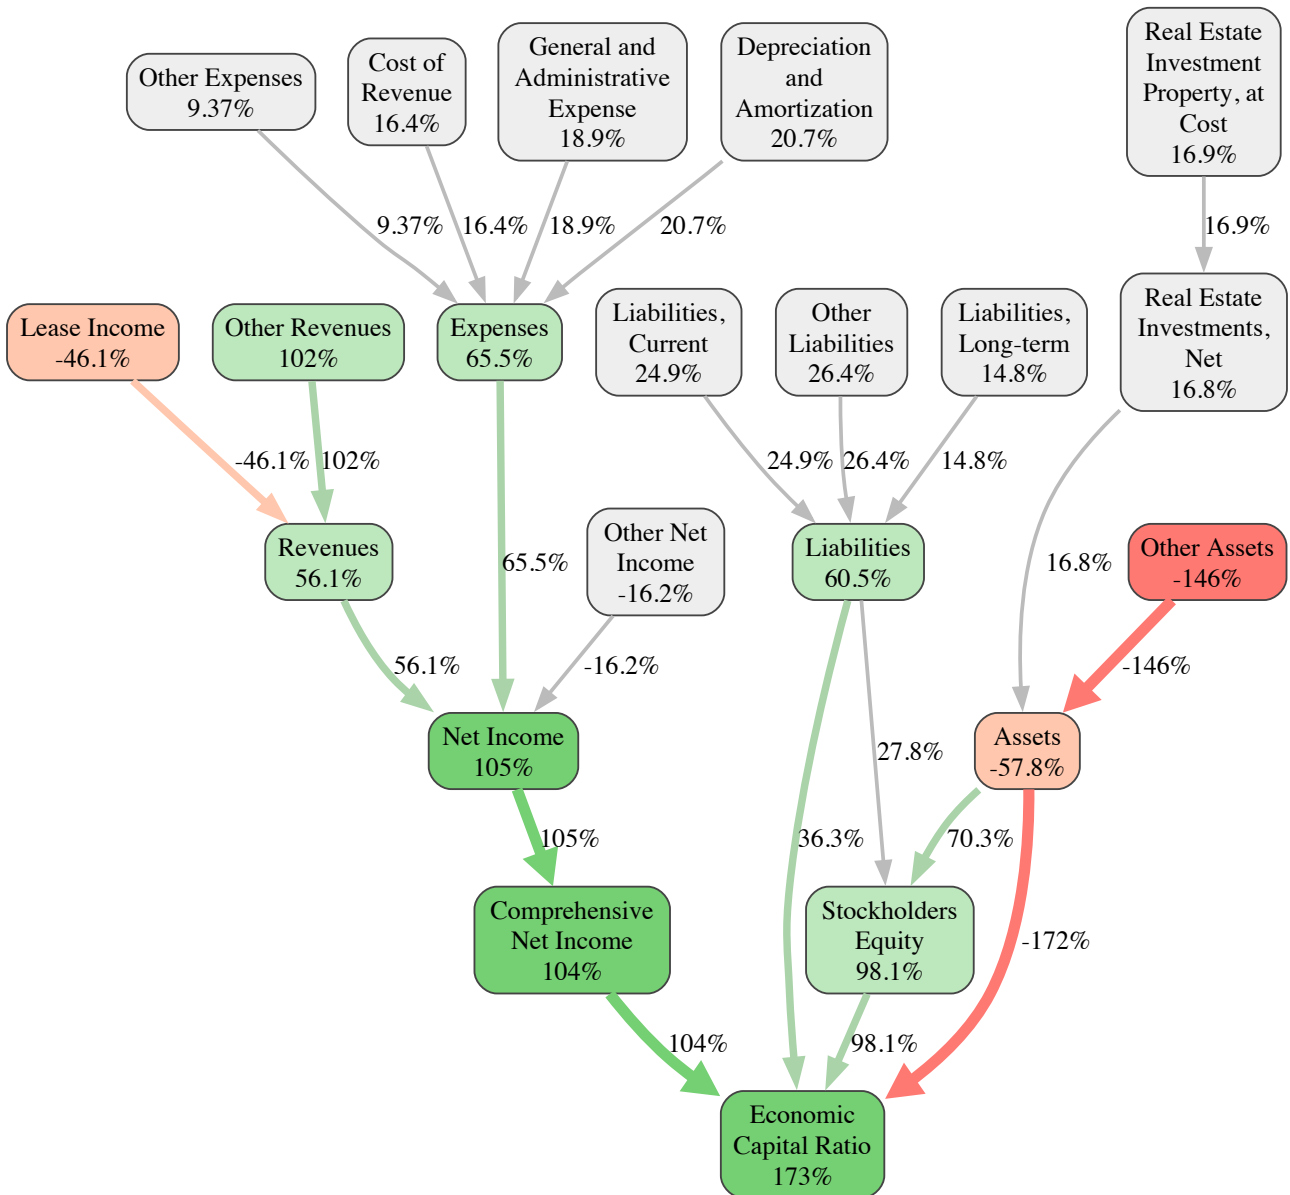 Other Expenses
9.37%
Cost of
Revenue
16.4%
General and
Administrative
Expense
18.9%
Depreciation
and
Amortization
20.7%
Real Estate
Investment
Property, at
Cost
16.9%
9.37%
16.4%
18.9%
20.7%
16.9%
Lease Income
-46.1%
Other Revenues
102%
Expenses
65.5%
Liabilities,
Current
24.9%
Other
Liabilities
26.4%
Liabilities,
Long-term
14.8%
Real Estate
Investments,
Net
16.8%
-46.1%
102%
24.9%
26.4%
14.8%
Revenues
56.1%
65.5%
Other Net
Income
-16.2%
Liabilities
60.5%
16.8%
Other Assets
-146%
56.1%
-16.2%
-146%
Net Income
105%
27.8%
Assets
-57.8%
105%
36.3%
70.3%
Comprehensive
Net Income
104%
Stockholders
Equity
98.1%
-172%
104%
98.1%
Economic
Capital Ratio
173%